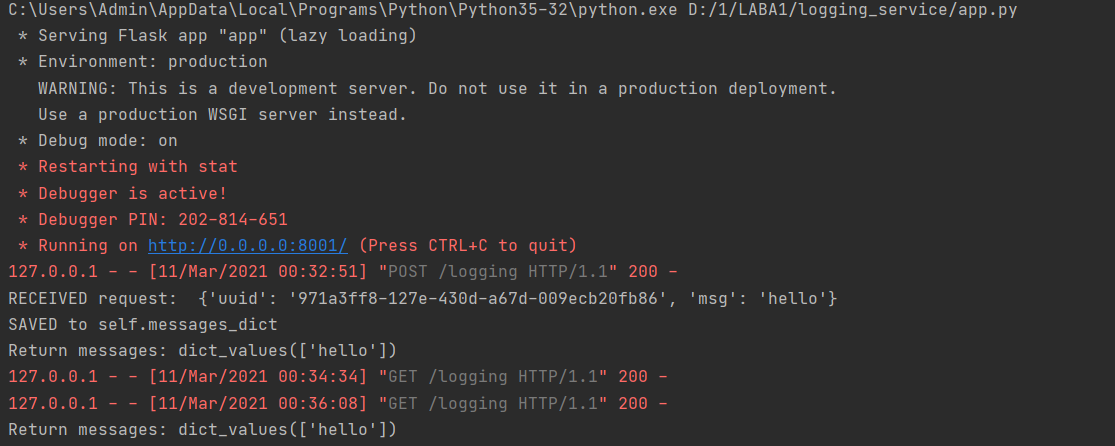 C:\Users\Admin\AppData\Local\Programs\Python\Python35-32\python.exe D:/1/LABA1/logging_service/app.py
* Serving Flask app "app" (lazy loading)
* Environment: production
WARNING: This is a development server. Do not use it in a production deployment.
Use a production WSGI server instead.
* Debug mode: on
* Restarting with stat
* Debugger is active!
* Debugger PIN: 202-814-651
* Running on http://0.0.0.0:8001/ (Press CTRL+C to quit)
127.0.0.1 - - [11/Mar/2021 00:32:51] "POST /logging HTTP/1.1" 200 -
RECEIVED request:  {'uuid': '971a3ff8-127e-430d-a67d-009ecb20fb86', 'msg': 'hello'}
SAVED to self.messages_dict
Return messages: dict_values(['hello'])
127.0.0.1 - - [11/Mar/2021 00:34:34] "GET /logging HTTP/1.1" 200 -
127.0.0.1 - - [11/Mar/2021 00:36:08] "GET /logging HTTP/1.1" 200 -
Return messages: dict_values(['hello'])